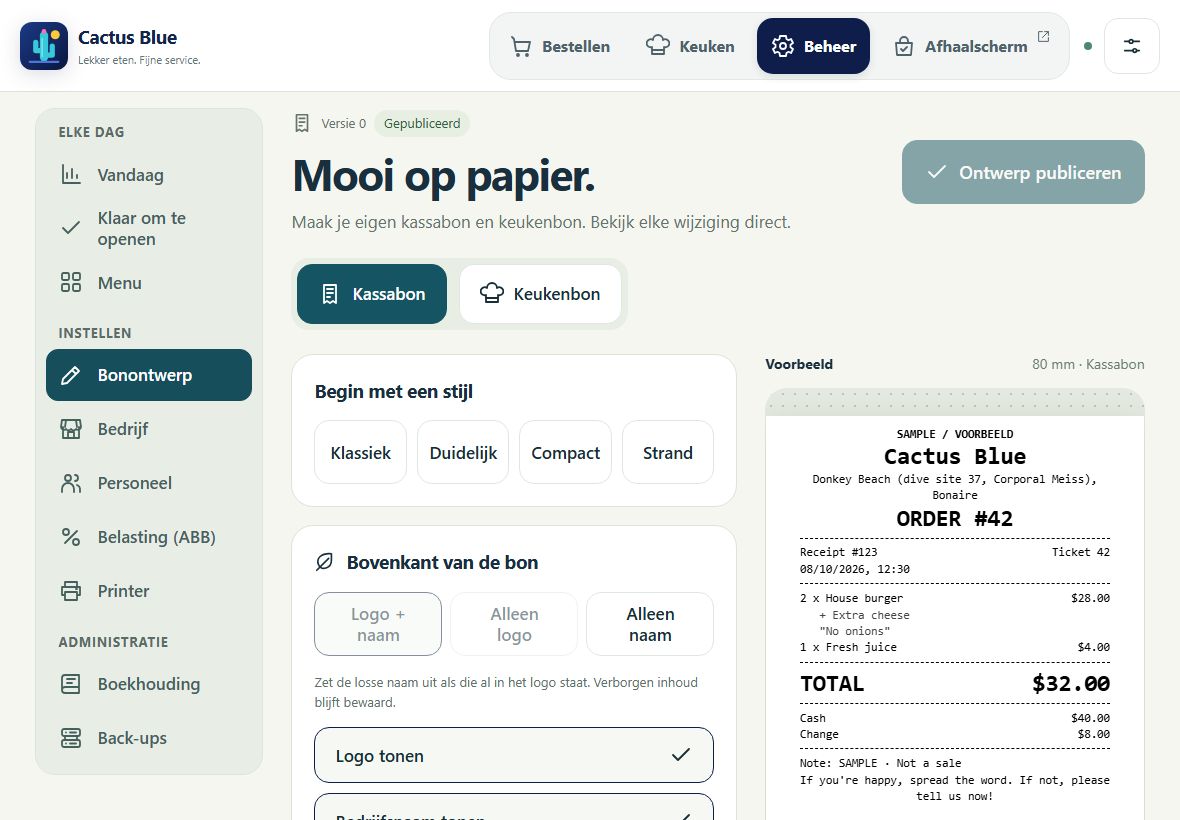 Cactus Blue
Lekker eten. Fijne service.
Bestellen
Keuken
Beheer
Afhaalscherm
ELKE DAG
Vandaag
Klaar om te
openen
Menu
INSTELLEN
Bonontwerp
Bedrijf
Personeel
Belasting (ABB)
Printer
ADMINISTRATIE
Boekhouding
Back-ups
Versie 0
Gepubliceerd
Mooi op papier.
Maak je eigen kassabon en keukenbon. Bekijk elke wijziging direct.
Ontwerp publiceren
Kassabon
Keukenbon
Begin met een stijl
Klassiek
Duidelijk
Compact
Strand
Bovenkant van de bon
Logo +
naam
Alleen
logo
Alleen
naam
Zet de losse naam uit als die al in het logo staat. Verborgen inhoud
blijft bewaard.
Logo tonen
Bedrijfsnaam tonen
Voorbeeld
80 mm · Kassabon
SAMPLE / VOORBEELD
Cactus Blue
Donkey Beach (dive site 37, Corporal Meiss),
Bonaire
ORDER #42
Receipt #123 Ticket 42
08/10/2026, 12:30
2 x House burger $28.00
+ Extra cheese
"No onions"
1 x Fresh juice $4.00
TOTAL $32.00
Cash $40.00
Change $8.00
Note: SAMPLE · Not a sale
If you're happy, spread the word. If not, please
tell us now!